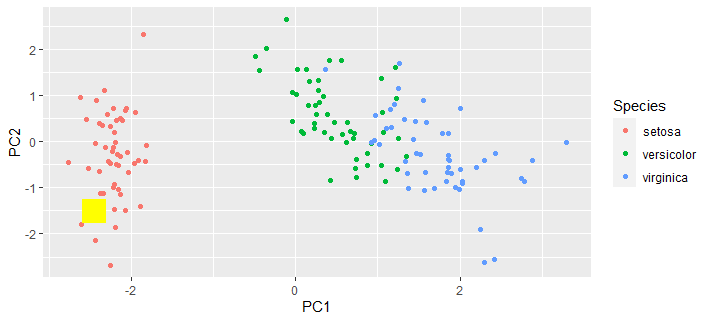 2
1
0
-1
-2
PC2
-2
0
2
PC1
Species
setosa
versicolor
virginica